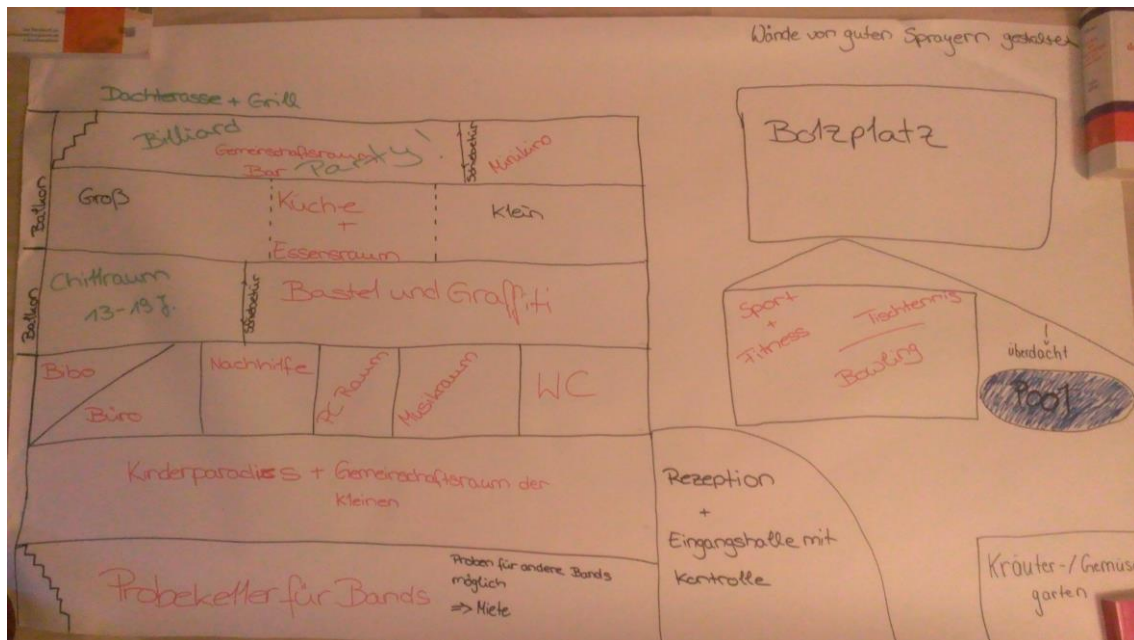 Wände von guten Sprayern gestalten
Dachterasse + Grill
Billiard
Gemeinschaftsraum
Bar Party!
Schiebetür
Minikino
Balkon
Groß
Küche
+
Essensraum
Klein
Balkon
Chillraum
13-19 J.
Schiebetür
Bastel und Graffiti
Bibo
Büro
Nachhilfe
PC Raum
Musikraum
WC
Kinderparadies + Gemeinschaftsraum der
Kleinen
Probekeller für Bands
Proben für andere Bands
möglich
=> Miete
Rezeption
+
Eingangshalle mit
Kontrolle
Bolzplatz
Sport
+
Fitness
Tischtennis
Bowling
überdacht
Pool
Kräuter-/Gemüse
garten